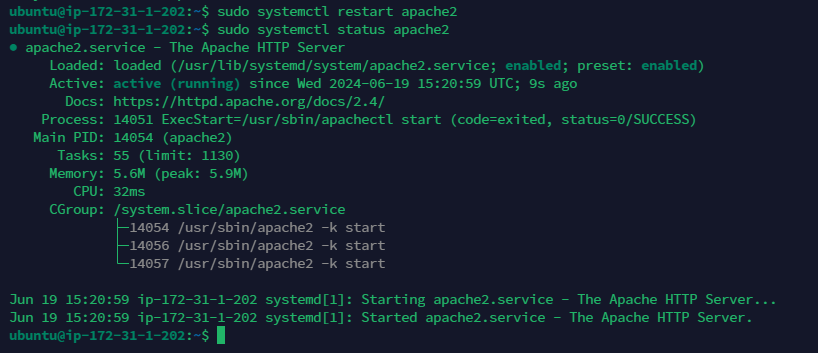 ubuntu@ip-172-31-1-202:~$ sudo systemctl restart apache2
ubuntu@ip-172-31-1-202:~$ sudo systemctl status apache2
● apache2.service - The Apache HTTP Server
     Loaded: loaded (/usr/lib/systemd/system/apache2.service; enabled; preset: enabled)
     Active: active (running) since Wed 2024-06-19 15:20:59 UTC; 9s ago
       Docs: https://httpd.apache.org/docs/2.4/
    Process: 14051 ExecStart=/usr/sbin/apachectl start (code=exited, status=0/SUCCESS)
   Main PID: 14054 (apache2)
      Tasks: 55 (limit: 1130)
     Memory: 5.6M (peak: 5.9M)
        CPU: 32ms
     CGroup: /system.slice/apache2.service
             ├─14054 /usr/sbin/apache2 -k start
             ├─14056 /usr/sbin/apache2 -k start
             └─14057 /usr/sbin/apache2 -k start
Jun 19 15:20:59 ip-172-31-1-202 systemd[1]: Starting apache2.service - The Apache HTTP Server...
Jun 19 15:20:59 ip-172-31-1-202 systemd[1]: Started apache2.service - The Apache HTTP Server.
ubuntu@ip-172-31-1-202:~$